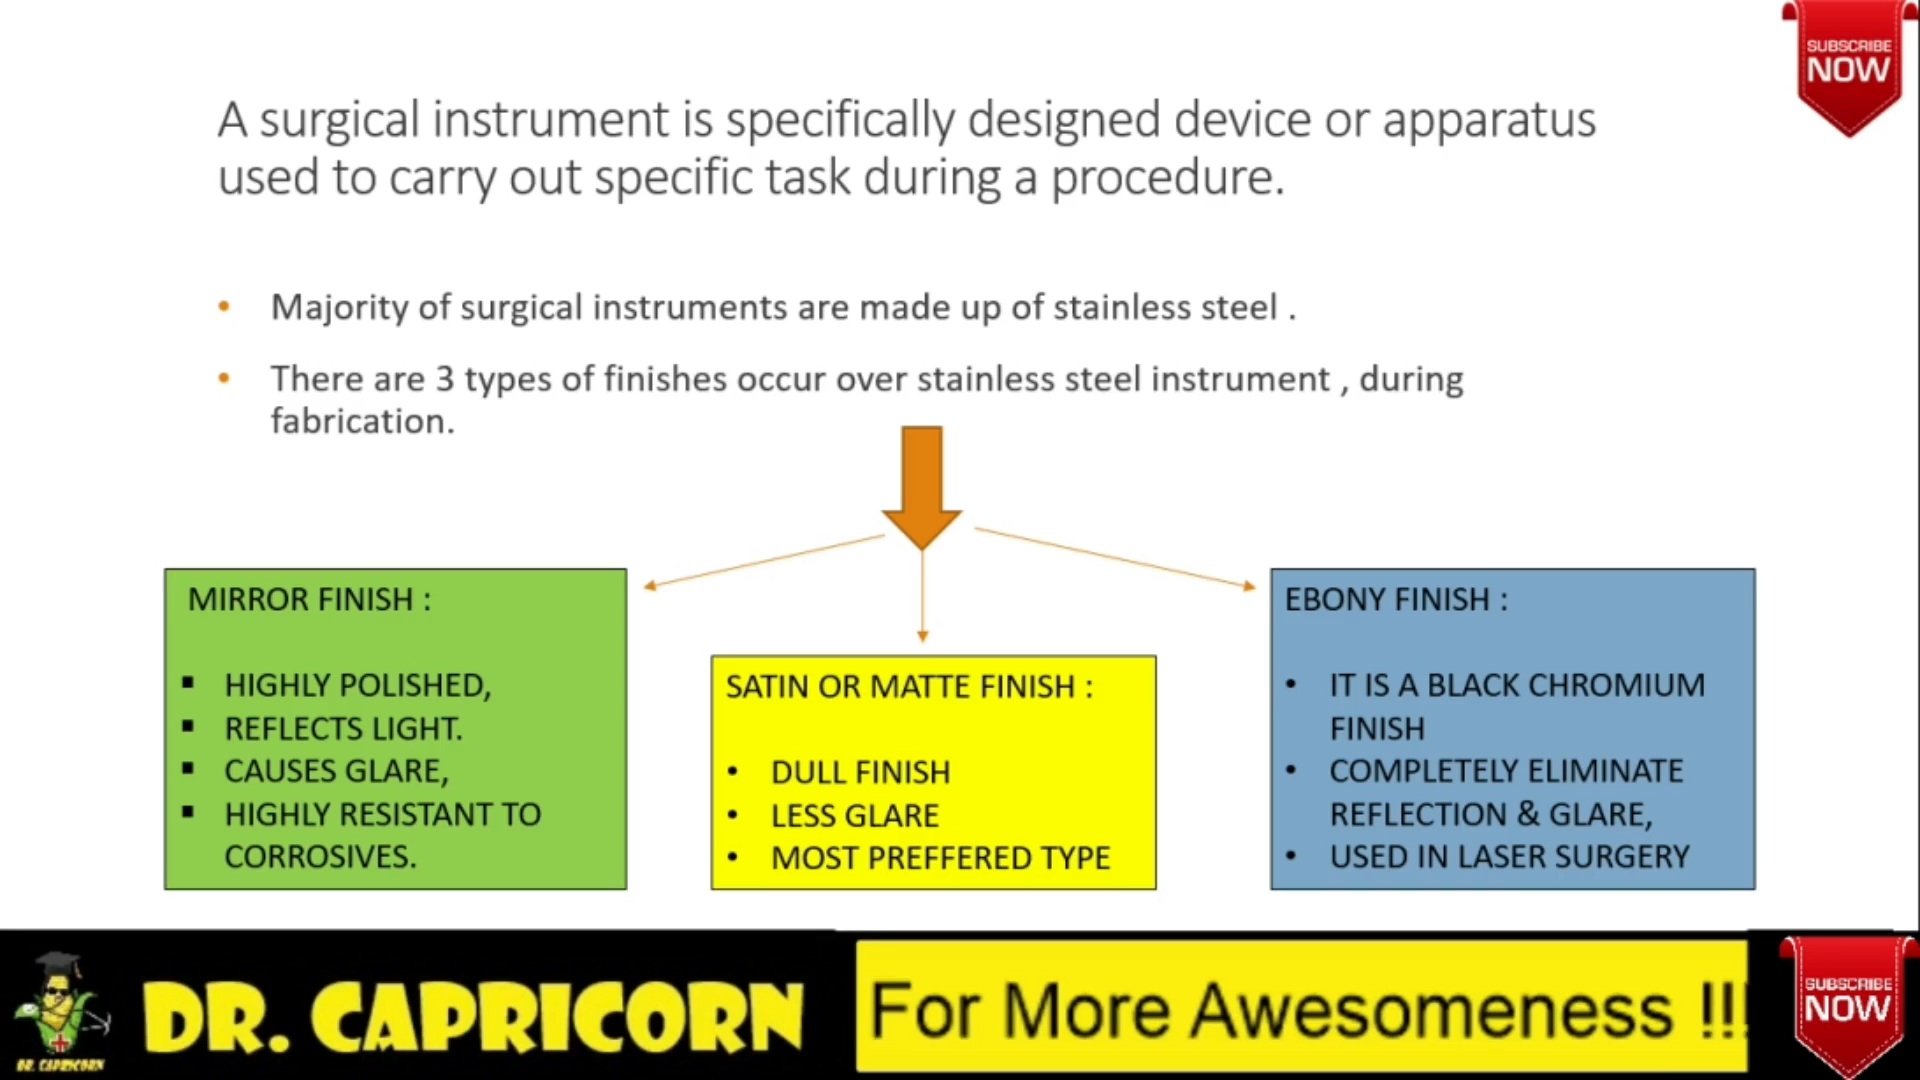 SUBSCRIBE
NOW
A surgical instrument is specifically designed device or apparatus
used to carry out specific task during a procedure.
• Majority of surgical instruments are made up of stainless steel .
• There are 3 types of finishes occur over stainless steel instrument , during
fabrication.
MIRROR FINISH :
▪ HIGHLY POLISHED,
▪ REFLECTS LIGHT.
▪ CAUSES GLARE,
▪ HIGHLY RESISTANT TO
CORROSIVES.
SATIN OR MATTE FINISH :
• DULL FINISH
• LESS GLARE
• MOST PREFFERED TYPE
EBONY FINISH :
• IT IS A BLACK CHROMIUM
FINISH
• COMPLETELY ELIMINATE
REFLECTION & GLARE,
• USED IN LASER SURGERY
DR. CAPRICORN
DR. CAPRICORN
For More Awesomeness !!!
SUBSCRIBE
NOW